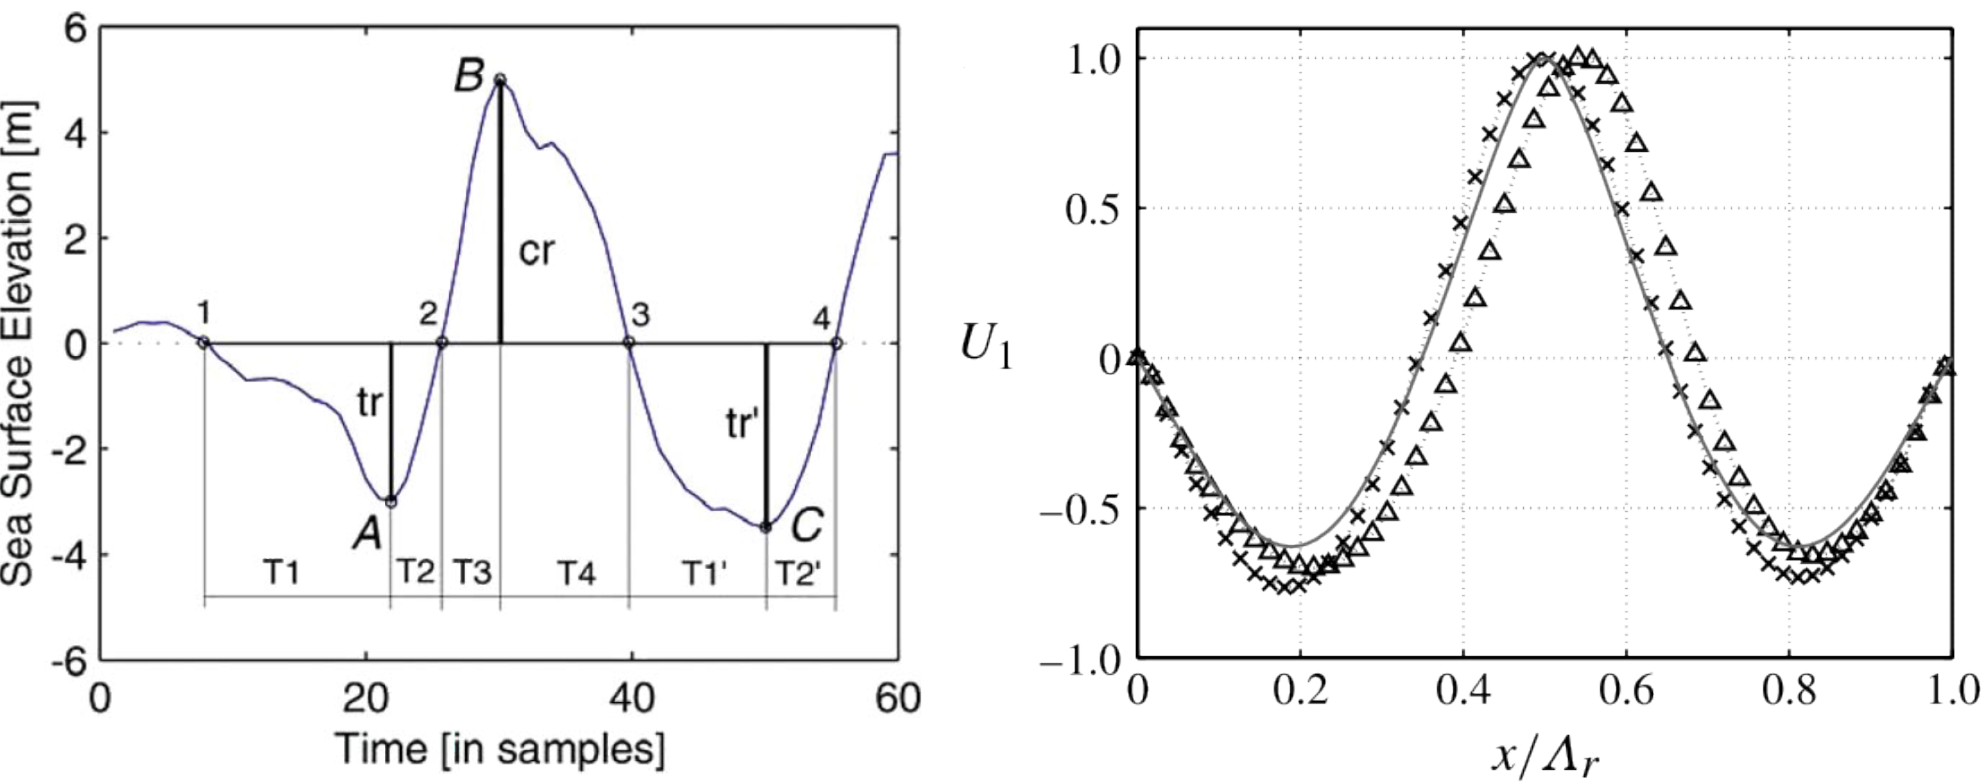 6
4
2
0
-2
-4
-6
Sea Surface Elevation [m]
B
cr
1
2
3
4
tr
tr'
A
C
T1
T2
T3
T4
T1'
T2'
0
20
40
60
Time [in samples]
1.0
0.5
0
−0.5
−1.0
U1
0
0.2
0.4
0.6
0.8
1.0
x/Λr